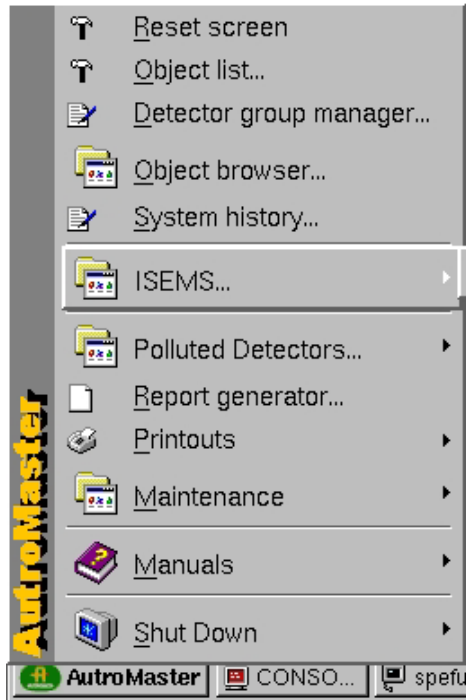 Reset screen
Object list...
Detector group manager...
Object browser...
System history...
ISEMS...
Polluted Detectors...
Report generator...
Printouts
Maintenance
Manuals
Shut Down
AutroMaster
AutroMaster
CONSO...